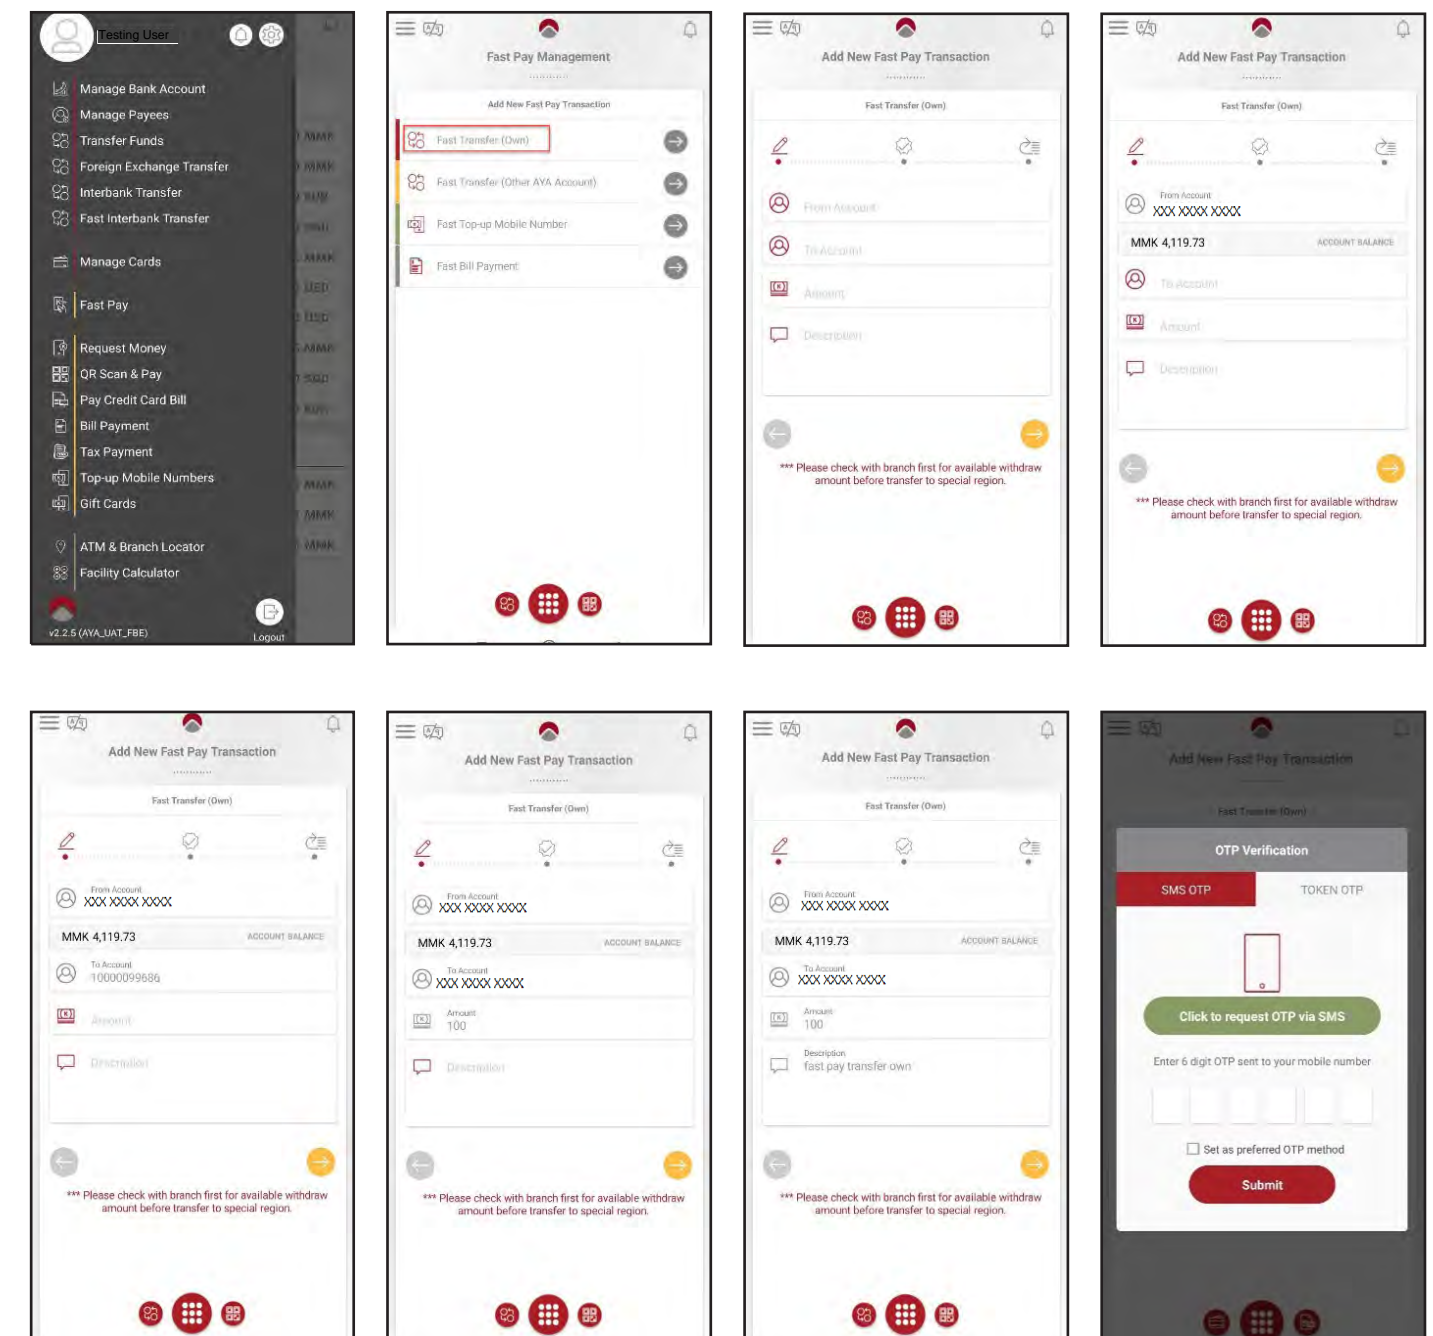 Testing User
Manage Bank Account
Manage Payees
Transfer Funds
Foreign Exchange Transfer
Interbank Transfer
Fast Interbank Transfer
Manage Cards
Fast Pay
Request Money
QR Scan & Pay
Pay Credit Card Bill
Bill Payment
Tax Payment
Top-up Mobile Numbers
Gift Cards
ATM & Branch Locator
Facility Calculator
v2.2.5 (AYA_UAT_FBE)
Logout
Fast Pay Management
Add New Fast Pay Transaction
Fast Transfer (Own)
Fast Transfer (Other AYA Account)
Fast Top-up Mobile Number
Fast Bill Payment
Add New Fast Pay Transaction
Fast Transfer (Own)
From Account
To Account
Amount
Description
*** Please check with branch first for available withdraw
amount before transfer to special region.
Add New Fast Pay Transaction
Fast Transfer (Own)
From Account
XXX XXXX XXXX
MMK 4,119.73 ACCOUNT BALANCE
To Account
Amount
Description
*** Please check with branch first for available withdraw
amount before transfer to special region.
Add New Fast Pay Transaction
Fast Transfer (Own)
From Account
XXX XXXX XXXX
MMK 4,119.73 ACCOUNT BALANCE
To Account
10000099686
Amount
Description
*** Please check with branch first for available withdraw
amount before transfer to special region.
Add New Fast Pay Transaction
Fast Transfer (Own)
From Account
XXX XXXX XXXX
MMK 4,119.73 ACCOUNT BALANCE
To Account
XXX XXXX XXXX
Amount
100
Description
*** Please check with branch first for available withdraw
amount before transfer to special region.
Add New Fast Pay Transaction
Fast Transfer (Own)
From Account
XXX XXXX XXXX
MMK 4,119.73 ACCOUNT BALANCE
To Account
XXX XXXX XXXX
Amount
100
Description
fast pay transfer own
*** Please check with branch first for available withdraw
amount before transfer to special region.
Add New Fast Pay Transaction
Fast Transfer (Own)
OTP Verification
SMS OTP TOKEN OTP
Click to request OTP via SMS
Enter 6 digit OTP sent to your mobile number
Set as preferred OTP method
Submit